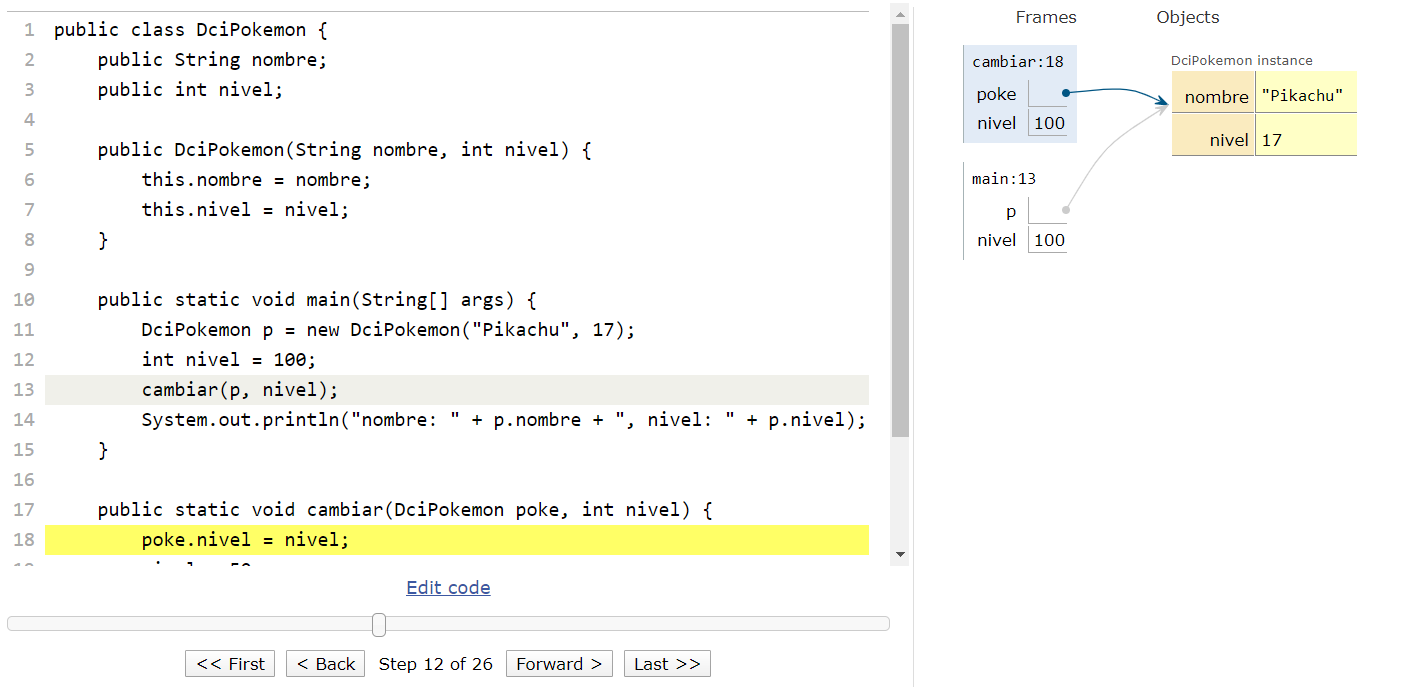 1 public class DciPokemon {
2 public String nombre;
3 public int nivel;
4
5 public DciPokemon(String nombre, int nivel) {
6 this.nombre = nombre;
7 this.nivel = nivel;
8 }
9
10 public static void main(String[] args) {
11 DciPokemon p = new DciPokemon("Pikachu", 17);
12 int nivel = 100;
13 cambiar(p, nivel);
14 System.out.println("nombre: " + p.nombre + ", nivel: " + p.nivel);
15 }
16
17 public static void cambiar(DciPokemon poke, int nivel) {
18 poke.nivel = nivel;
Edit code
<< First < Back Step 12 of 26 Forward > Last >>
Frames Objects
cambiar:18
poke
nivel 100
main:13
p
nivel 100
DciPokemon instance
nombre "Pikachu"
nivel 17